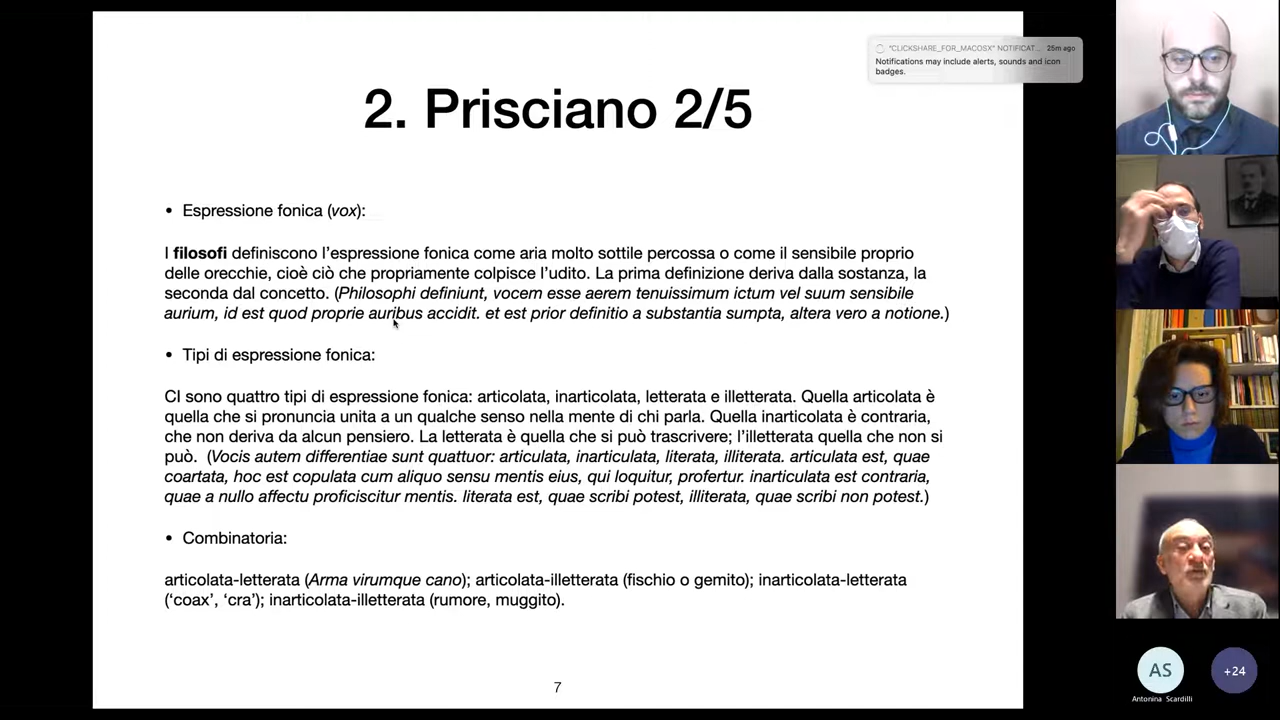 "CLICKSHARE_FOR_MACOSX" NOTIFICAT... 25m ago
Notifications may include alerts, sounds and icon
badges.
2. Prisciano 2/5
• Espressione fonica (vox):
I filosofi definiscono l'espressione fonica come aria molto sottile percossa o come il sensibile proprio
delle orecchie, cioè ciò che propriamente colpisce l'udito. La prima definizione deriva dalla sostanza, la
seconda dal concetto. (Philosophi definiunt, vocem esse aerem tenuissimum ictum vel suum sensibile
aurium, id est quod proprie auribus accidit. et est prior definitio a substantia sumpta, altera vero a notione.)
• Tipi di espressione fonica:
CI sono quattro tipi di espressione fonica: articolata, inarticolata, letterata e illetterata. Quella articolata è
quella che si pronuncia unita a un qualche senso nella mente di chi parla. Quella inarticolata è contraria,
che non deriva da alcun pensiero. La letterata è quella che si può trascrivere; l'illetterata quella che non si
può. (Vocis autem differentiae sunt quattuor: articulata, inarticulata, literata, illiterata. articulata est, quae
coartata, hoc est copulata cum aliquo sensu mentis eius, qui loquitur, profertur. inarticulata est contraria,
quae a nullo affectu proficiscitur mentis. literata est, quae scribi potest, illiterata, quae scribi non potest.)
• Combinatoria:
articolata-letterata (Arma virumque cano); articolata-illetterata (fischio o gemito); inarticolata-letterata
('coax', 'cra'); inarticolata-illetterata (rumore, muggito).
7
AS
+24
Antonina Scardilli